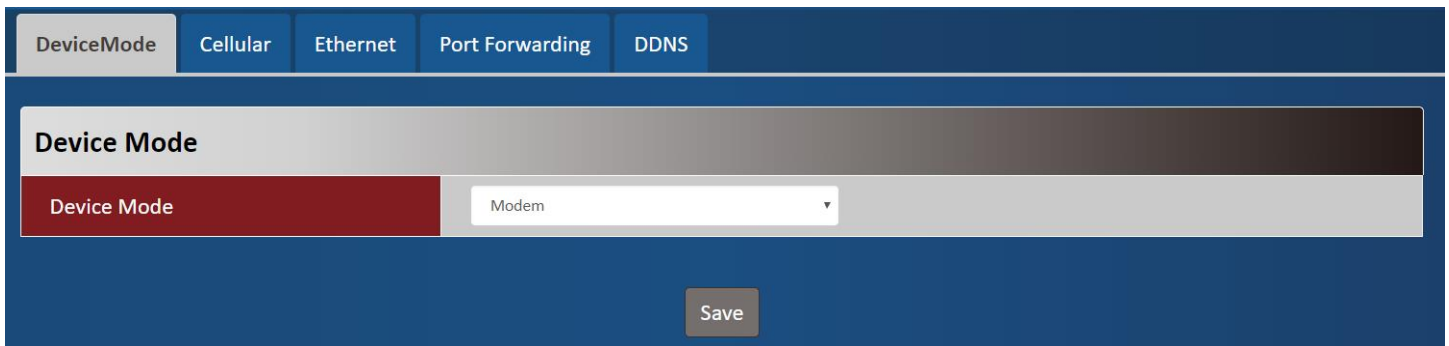 DeviceMode Cellular Ethernet Port Forwarding DDNS
Device Mode
Device Mode Modem
Save